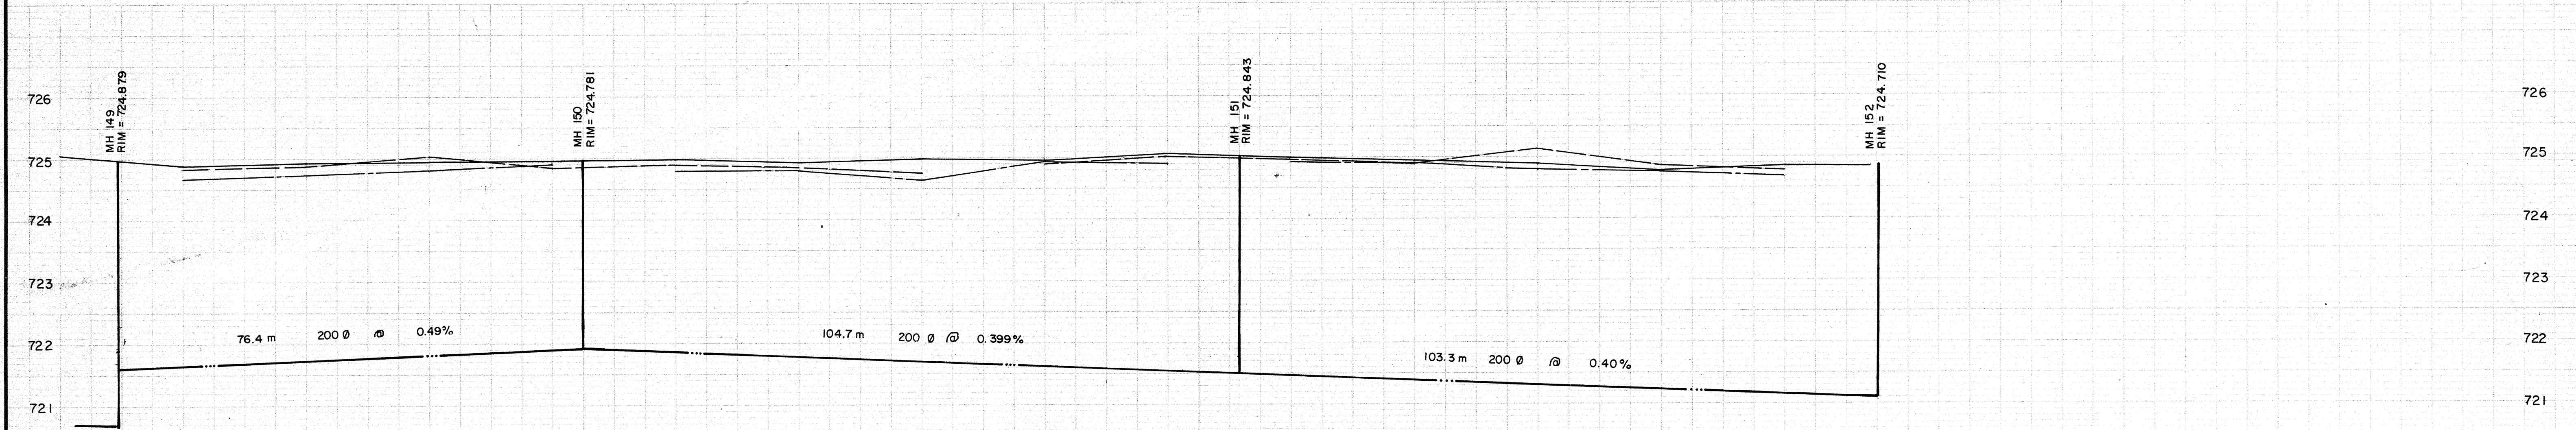 MH 149
RIM = 724.879
MH 150
RIM= 724.781
MH 151
RIM = 724.843
MH 152
RIM = 724.710
726
725
724
723
722
721
76.4 m 200 Ø @ 0.49%
104.7 m 200 Ø @ 0.399%
103.3 m 200 Ø @ 0.40%
726
725
724
723
722
721